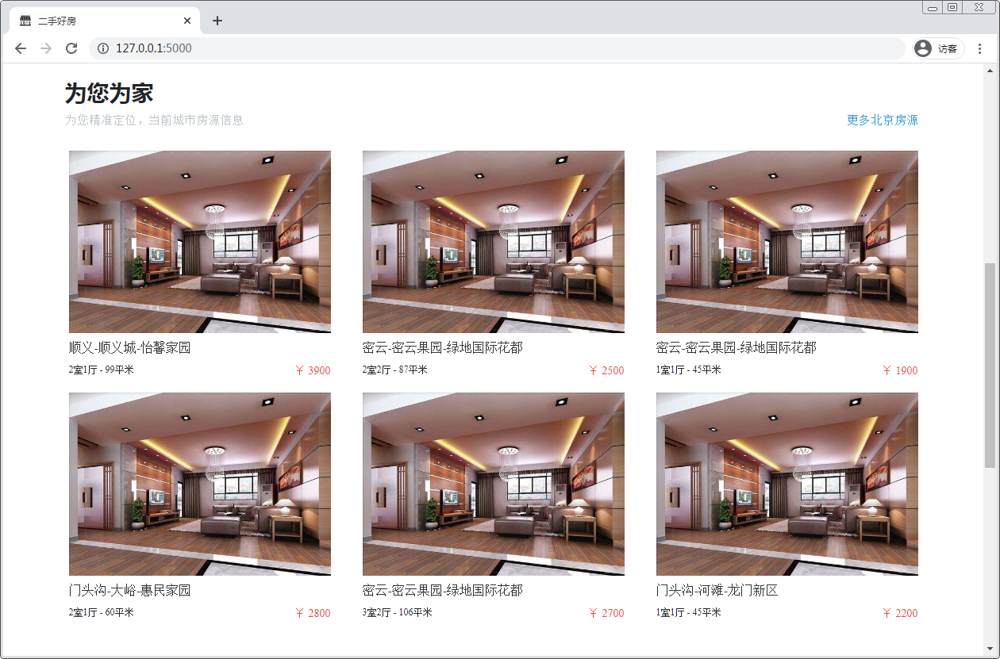 二手好房
127.0.0.1:5000
访客
为您为家
为您精准定位，当前城市房源信息
更多北京房源
顺义-顺义城-怡馨家园
2室1厅 - 99平米
￥ 3900
密云-密云果园-绿地国际花都
2室2厅 - 87平米
￥ 2500
密云-密云果园-绿地国际花都
1室1厅 - 45平米
￥ 1900
门头沟-大峪-惠民家园
2室1厅 - 60平米
￥ 2800
密云-密云果园-绿地国际花都
3室2厅 - 106平米
￥ 2700
门头沟-河滩-龙门新区
1室1厅 - 45平米
￥ 2200